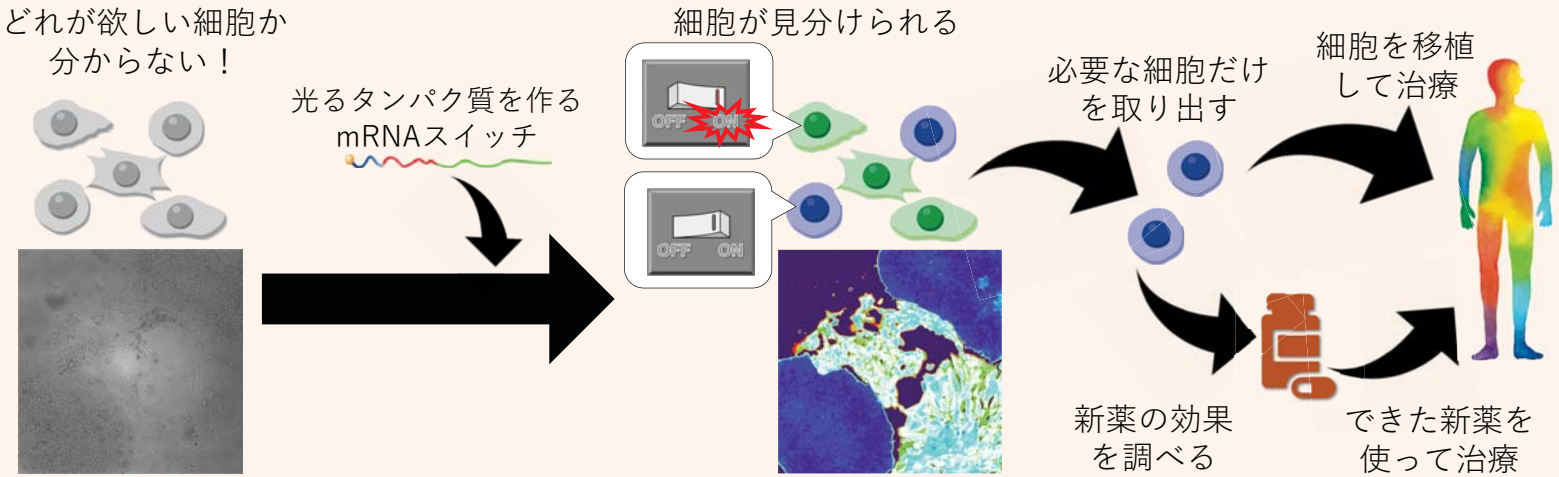 どれが欲しい細胞か
分からない！
光るタンパク質を作る
mRNAスイッチ
細胞が見分けられる
OFF ON
OFF ON
必要な細胞だけ
を取り出す
細胞を移植
して治療
新薬の効果
を調べる
できた新薬を
使って治療